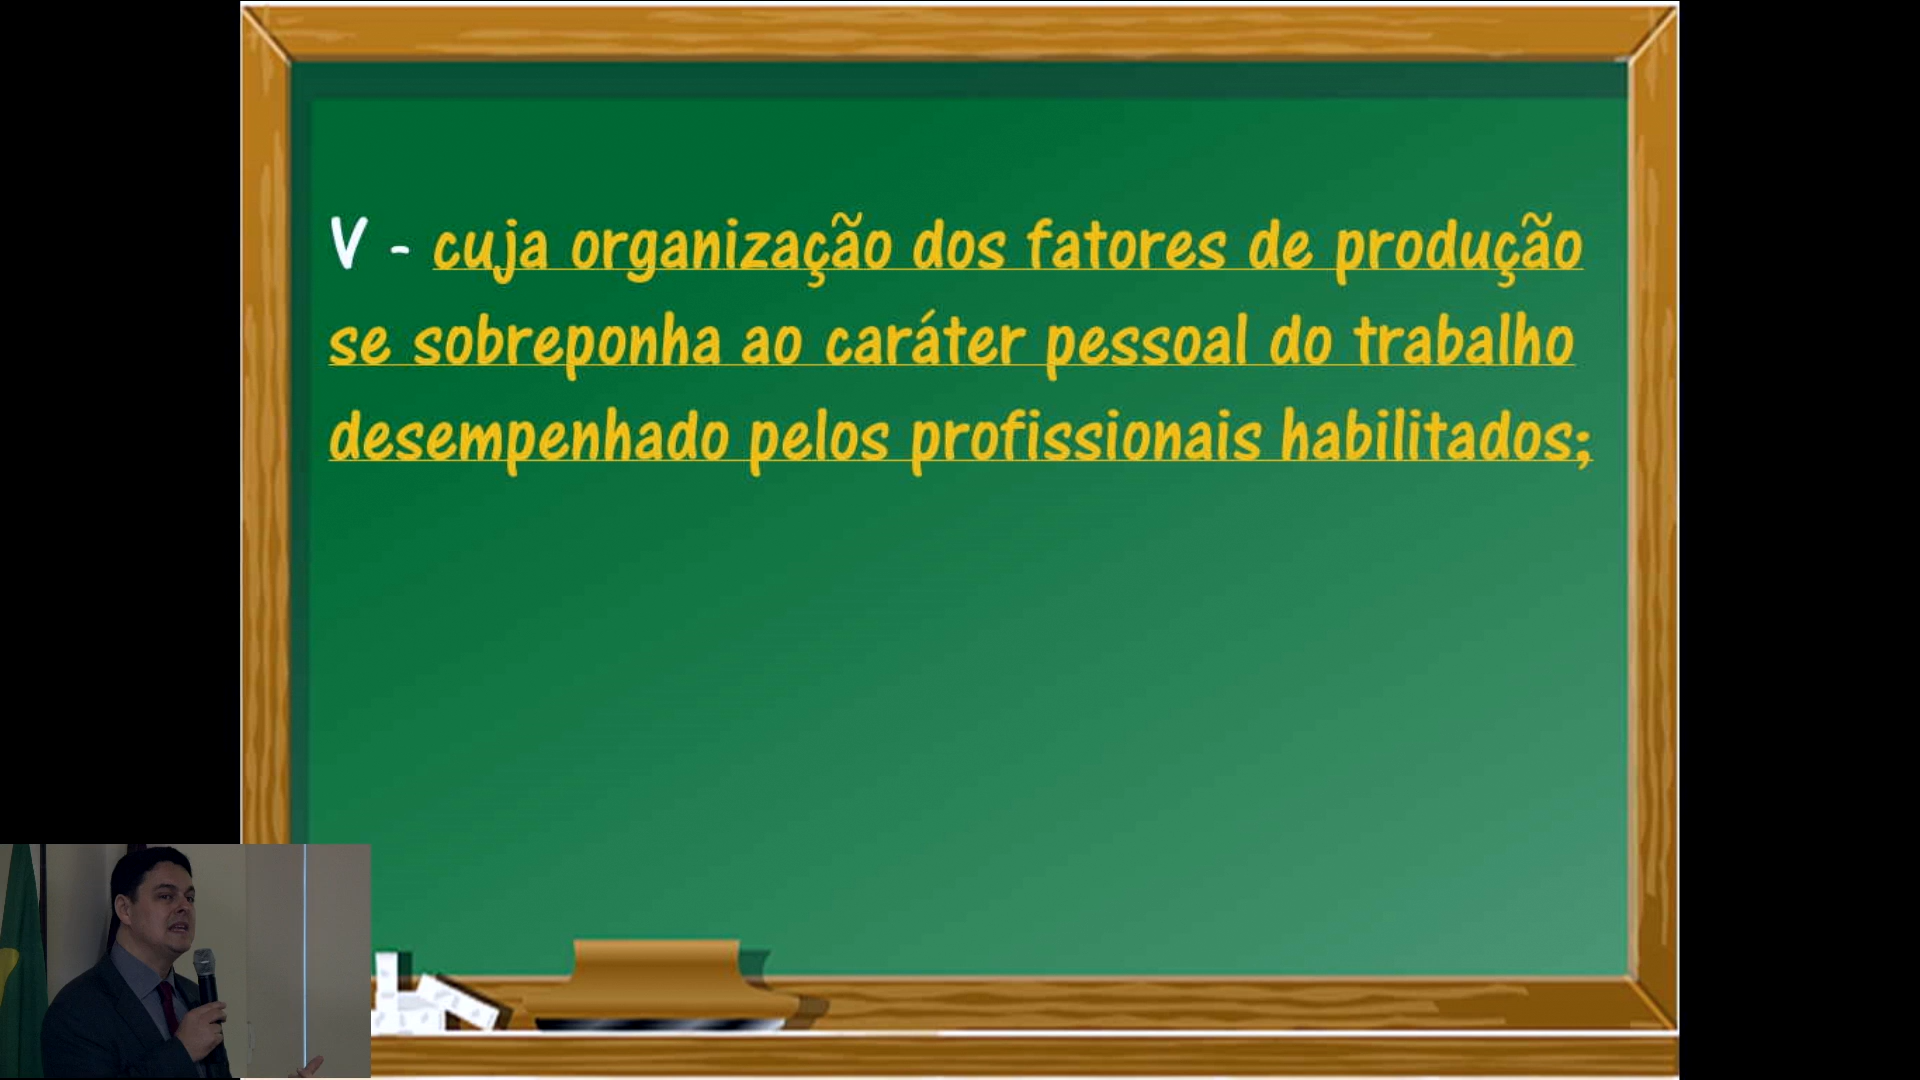 V - cuja organização dos fatores de produção
se sobreponha ao caráter pessoal do trabalho
desempenhado pelos profissionais habilitados;